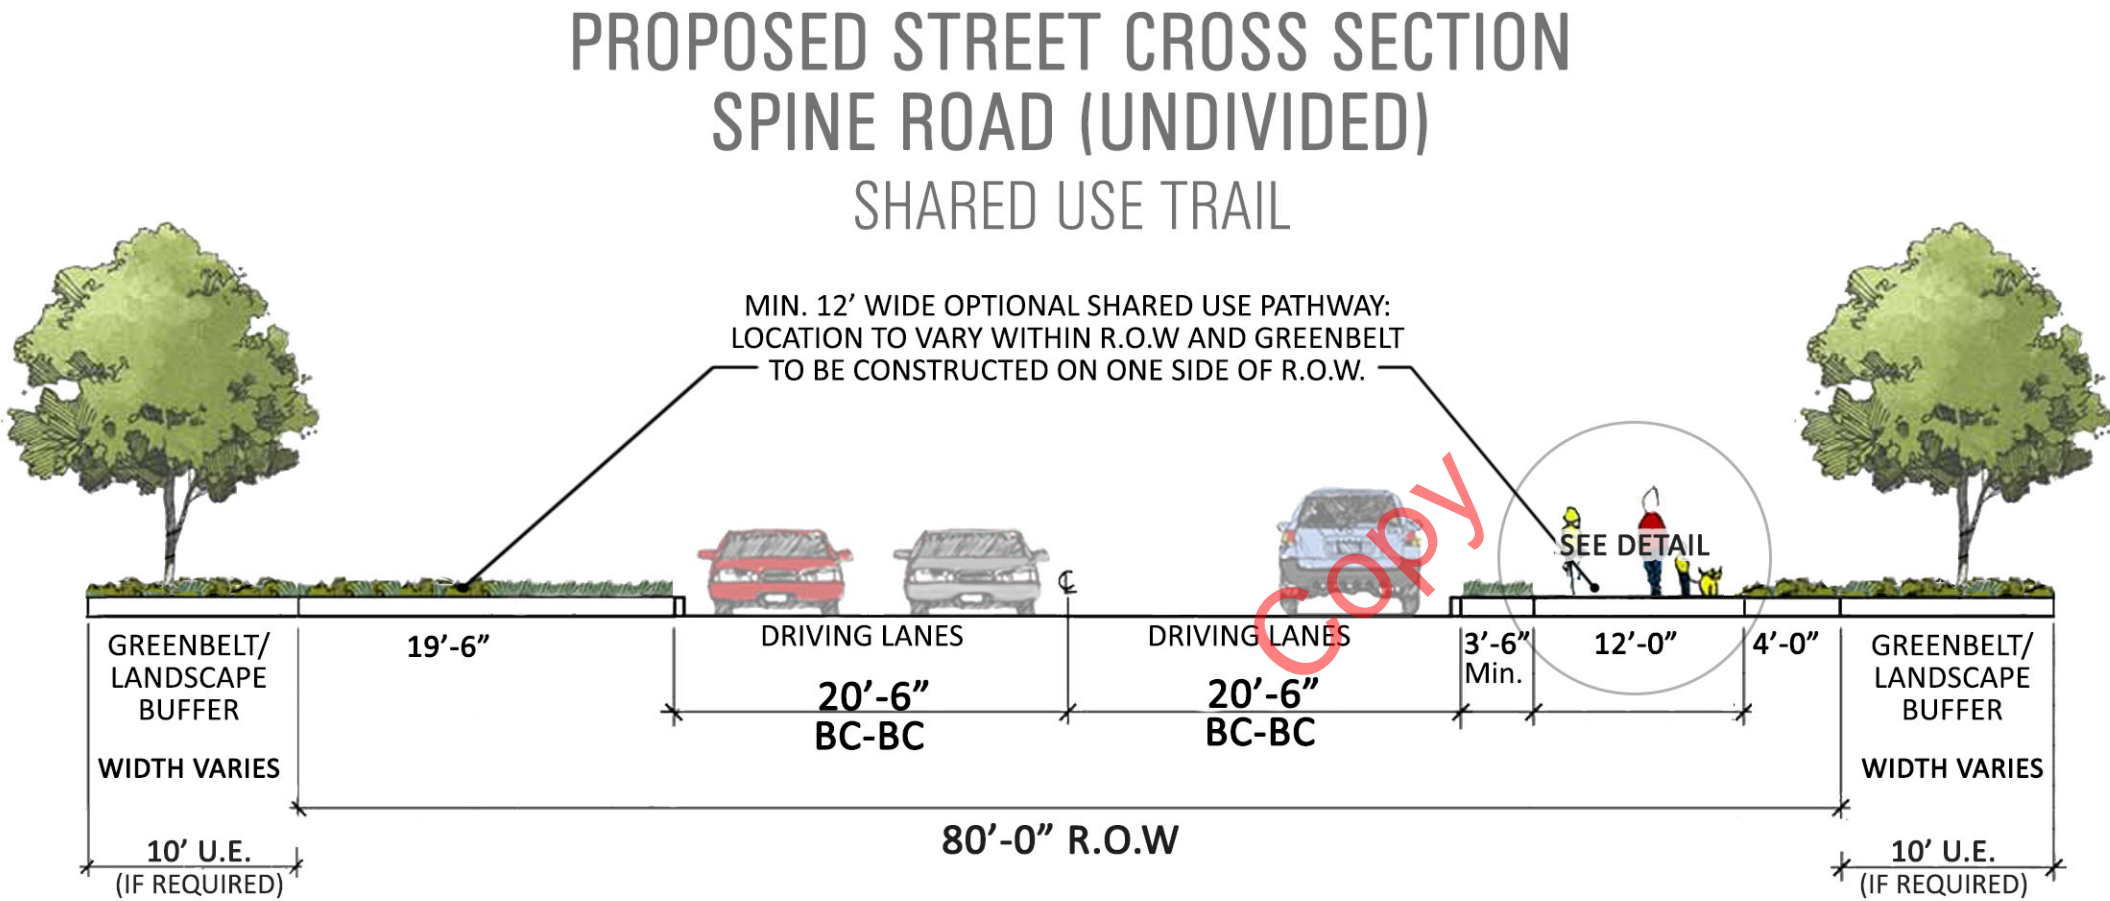 PROPOSED STREET CROSS SECTION
SPINE ROAD (UNDIVIDED)
SHARED USE TRAIL
MIN. 12’ WIDE OPTIONAL SHARED USE PATHWAY:
LOCATION TO VARY WITHIN R.O.W AND GREENBELT
TO BE CONSTRUCTED ON ONE SIDE OF R.O.W.
Copy
SEE DETAIL
℄
GREENBELT/
LANDSCAPE
BUFFER
WIDTH VARIES
10’ U.E.
(IF REQUIRED)
19’-6”
DRIVING LANES
20’-6”
BC-BC
DRIVING LANES
20’-6”
BC-BC
3’-6”
Min.
12’-0”
4’-0”
GREENBELT/
LANDSCAPE
BUFFER
WIDTH VARIES
10’ U.E.
(IF REQUIRED)
80’-0” R.O.W